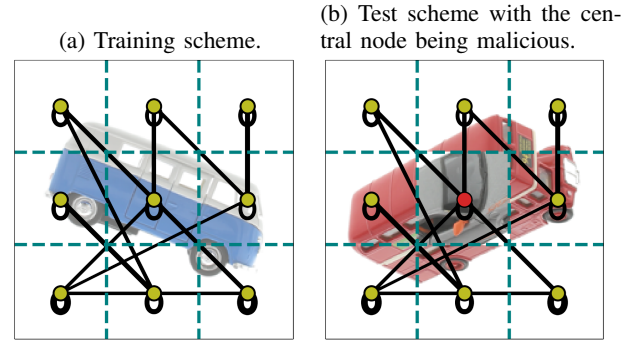 (a) Training scheme.
(b) Test scheme with the cen-
tral node being malicious.